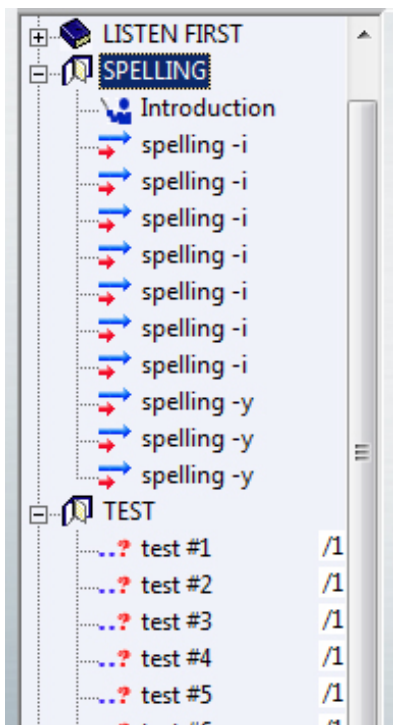 LISTEN FIRST
SPELLING
Introduction
spelling -i
spelling -i
spelling -i
spelling -i
spelling -i
spelling -i
spelling -i
spelling -y
spelling -y
spelling -y
TEST
test #1 /1
test #2 /1
test #3 /1
test #4 /1
test #5 /1